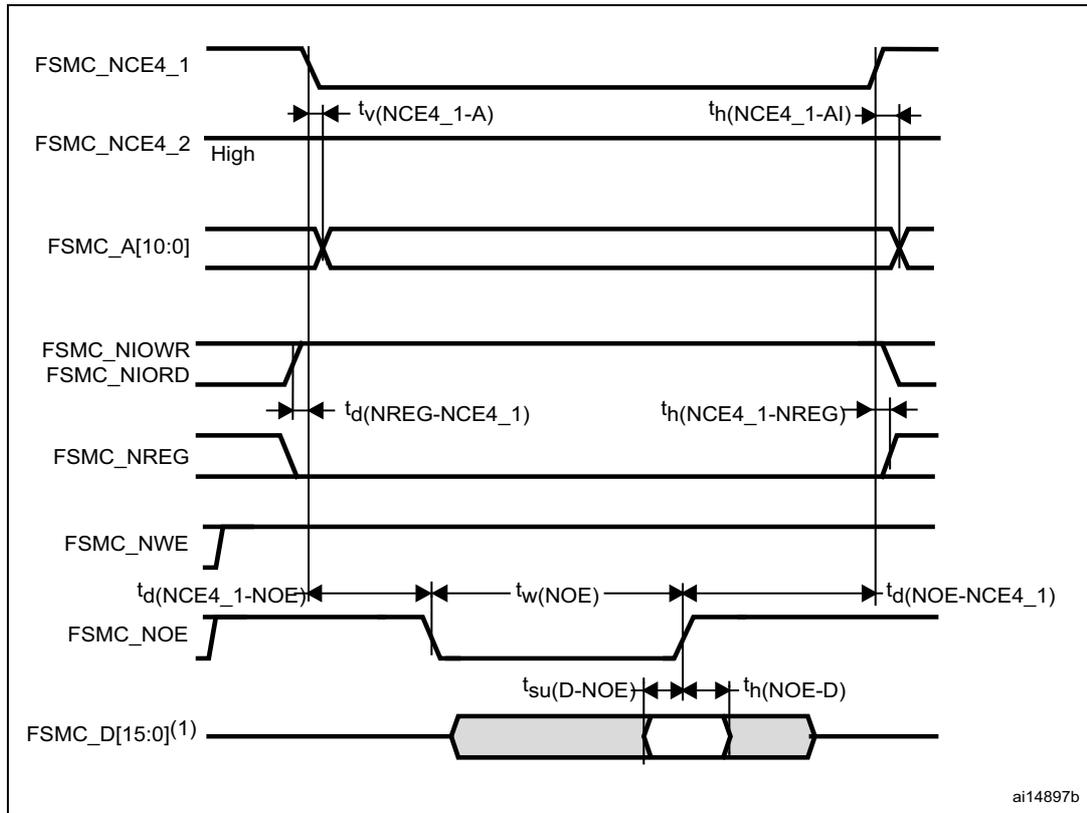 FSMC_NCE4_1
tv(NCE4_1-A)
th(NCE4_1-AI)
FSMC_NCE4_2
High
FSMC_A[10:0]
FSMC_NIOWR
FSMC_NIORD
td(NREG-NCE4_1)
th(NCE4_1-NREG)
FSMC_NREG
FSMC_NWE
td(NCE4_1-NOE)
tw(NOE)
td(NOE-NCE4_1)
FSMC_NOE
tsu(D-NOE)
th(NOE-D)
FSMC_D[15:0](1)
ai14897b